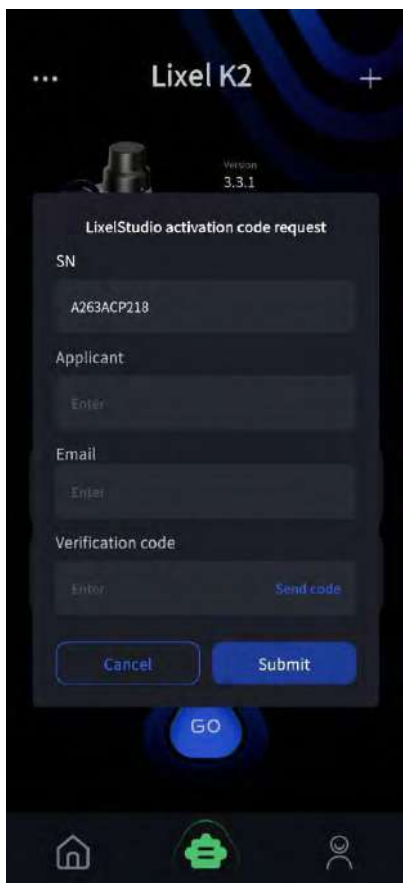 Lixel K2
Version
3.3.1
LixelStudio activation code request
SN
A263ACP218
Applicant
Enter
Email
Enter
Verification code
Enter
Send code
Cancel
Submit
GO